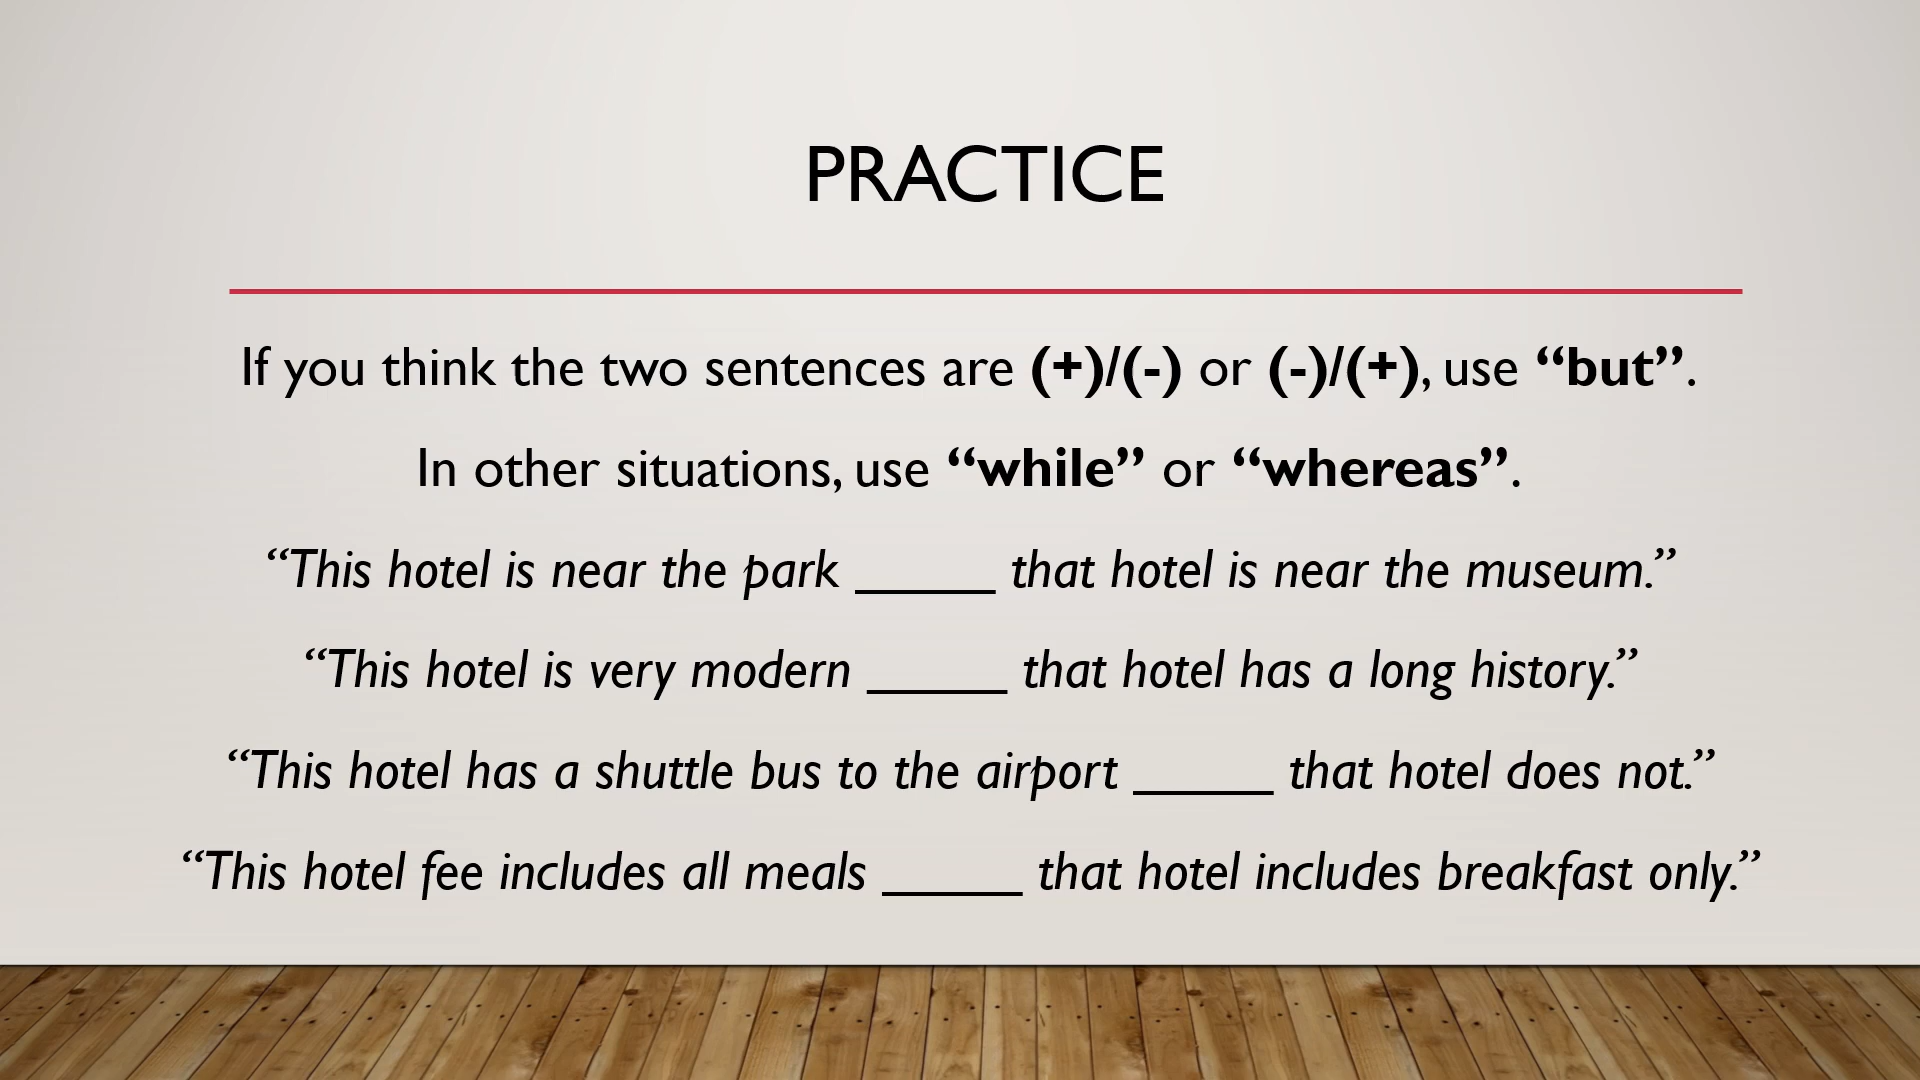 PRACTICE
If you think the two sentences are (+)/(-) or (-)/(+), use “but”.
In other situations, use “while” or “whereas”.
“This hotel is near the park _____ that hotel is near the museum.”
“This hotel is very modern _____ that hotel has a long history.”
“This hotel has a shuttle bus to the airport _____ that hotel does not.”
“This hotel fee includes all meals _____ that hotel includes breakfast only.”